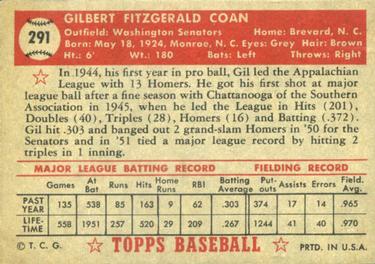 291
GILBERT FITZGERALD COAN
Outfield: Washington Senators Home: Brevard, N. C.
Born: May 18, 1924, Monroe, N. C. Eyes: Grey Hair: Brown
Ht.: 6' Wt.: 180 Bats: Left Throws: Right
In 1944, his first year in pro ball, Gil led the Appalachian
League with 13 Homers. He got his first shot at major
league ball after a fine season with Chattanooga of the Southern
Association in 1945, when he led the League in Hits (201),
Doubles (40), Triples (28), Homers (16) and Batting (.372).
Gil hit .303 and banged out 2 grand-slam Homers in '50 for the
Senators and in '51 tied a major league record by hitting 2
triples in 1 inning.
MAJOR LEAGUE BATTING RECORD FIELDING RECORD
Games At Bat Runs Hits Home Runs RBI Batting Average Put-outs Assists Errors Field. Av.
PAST YEAR 135 538 85 163 9 62 .303 374 17 14 .965
LIFE-TIME 558 1951 257 520 29 209 .267 1244 40 40 .970
© T. C. G. TOPPS BASEBALL PRTD. IN U.S.A.